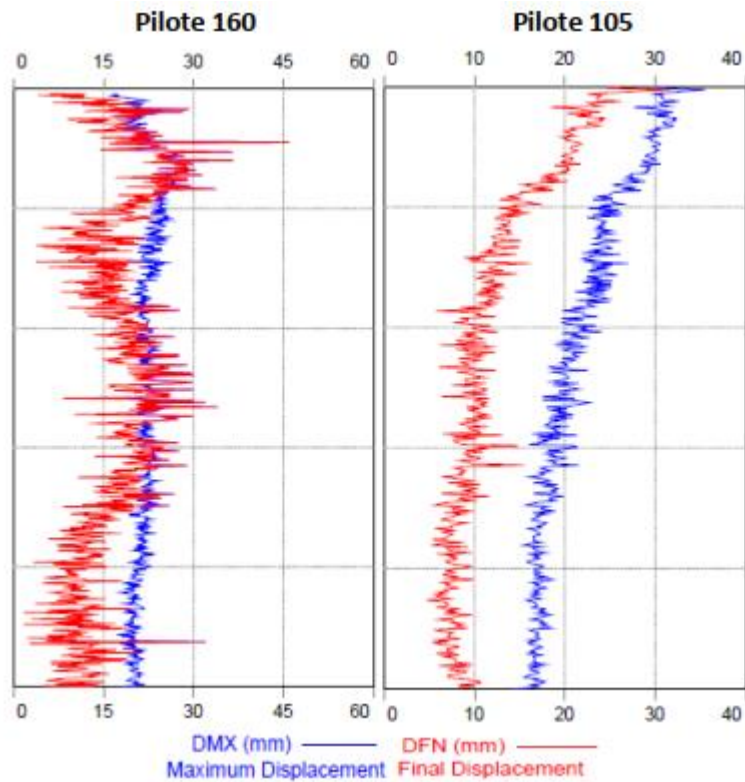 Pilote 160 Pilote 105
0 15 30 45 60 0 10 20 30 40
0 15 30 45 60 0 10 20 30 40
DMX (mm) DFN (mm)
Maximum Displacement Final Displacement